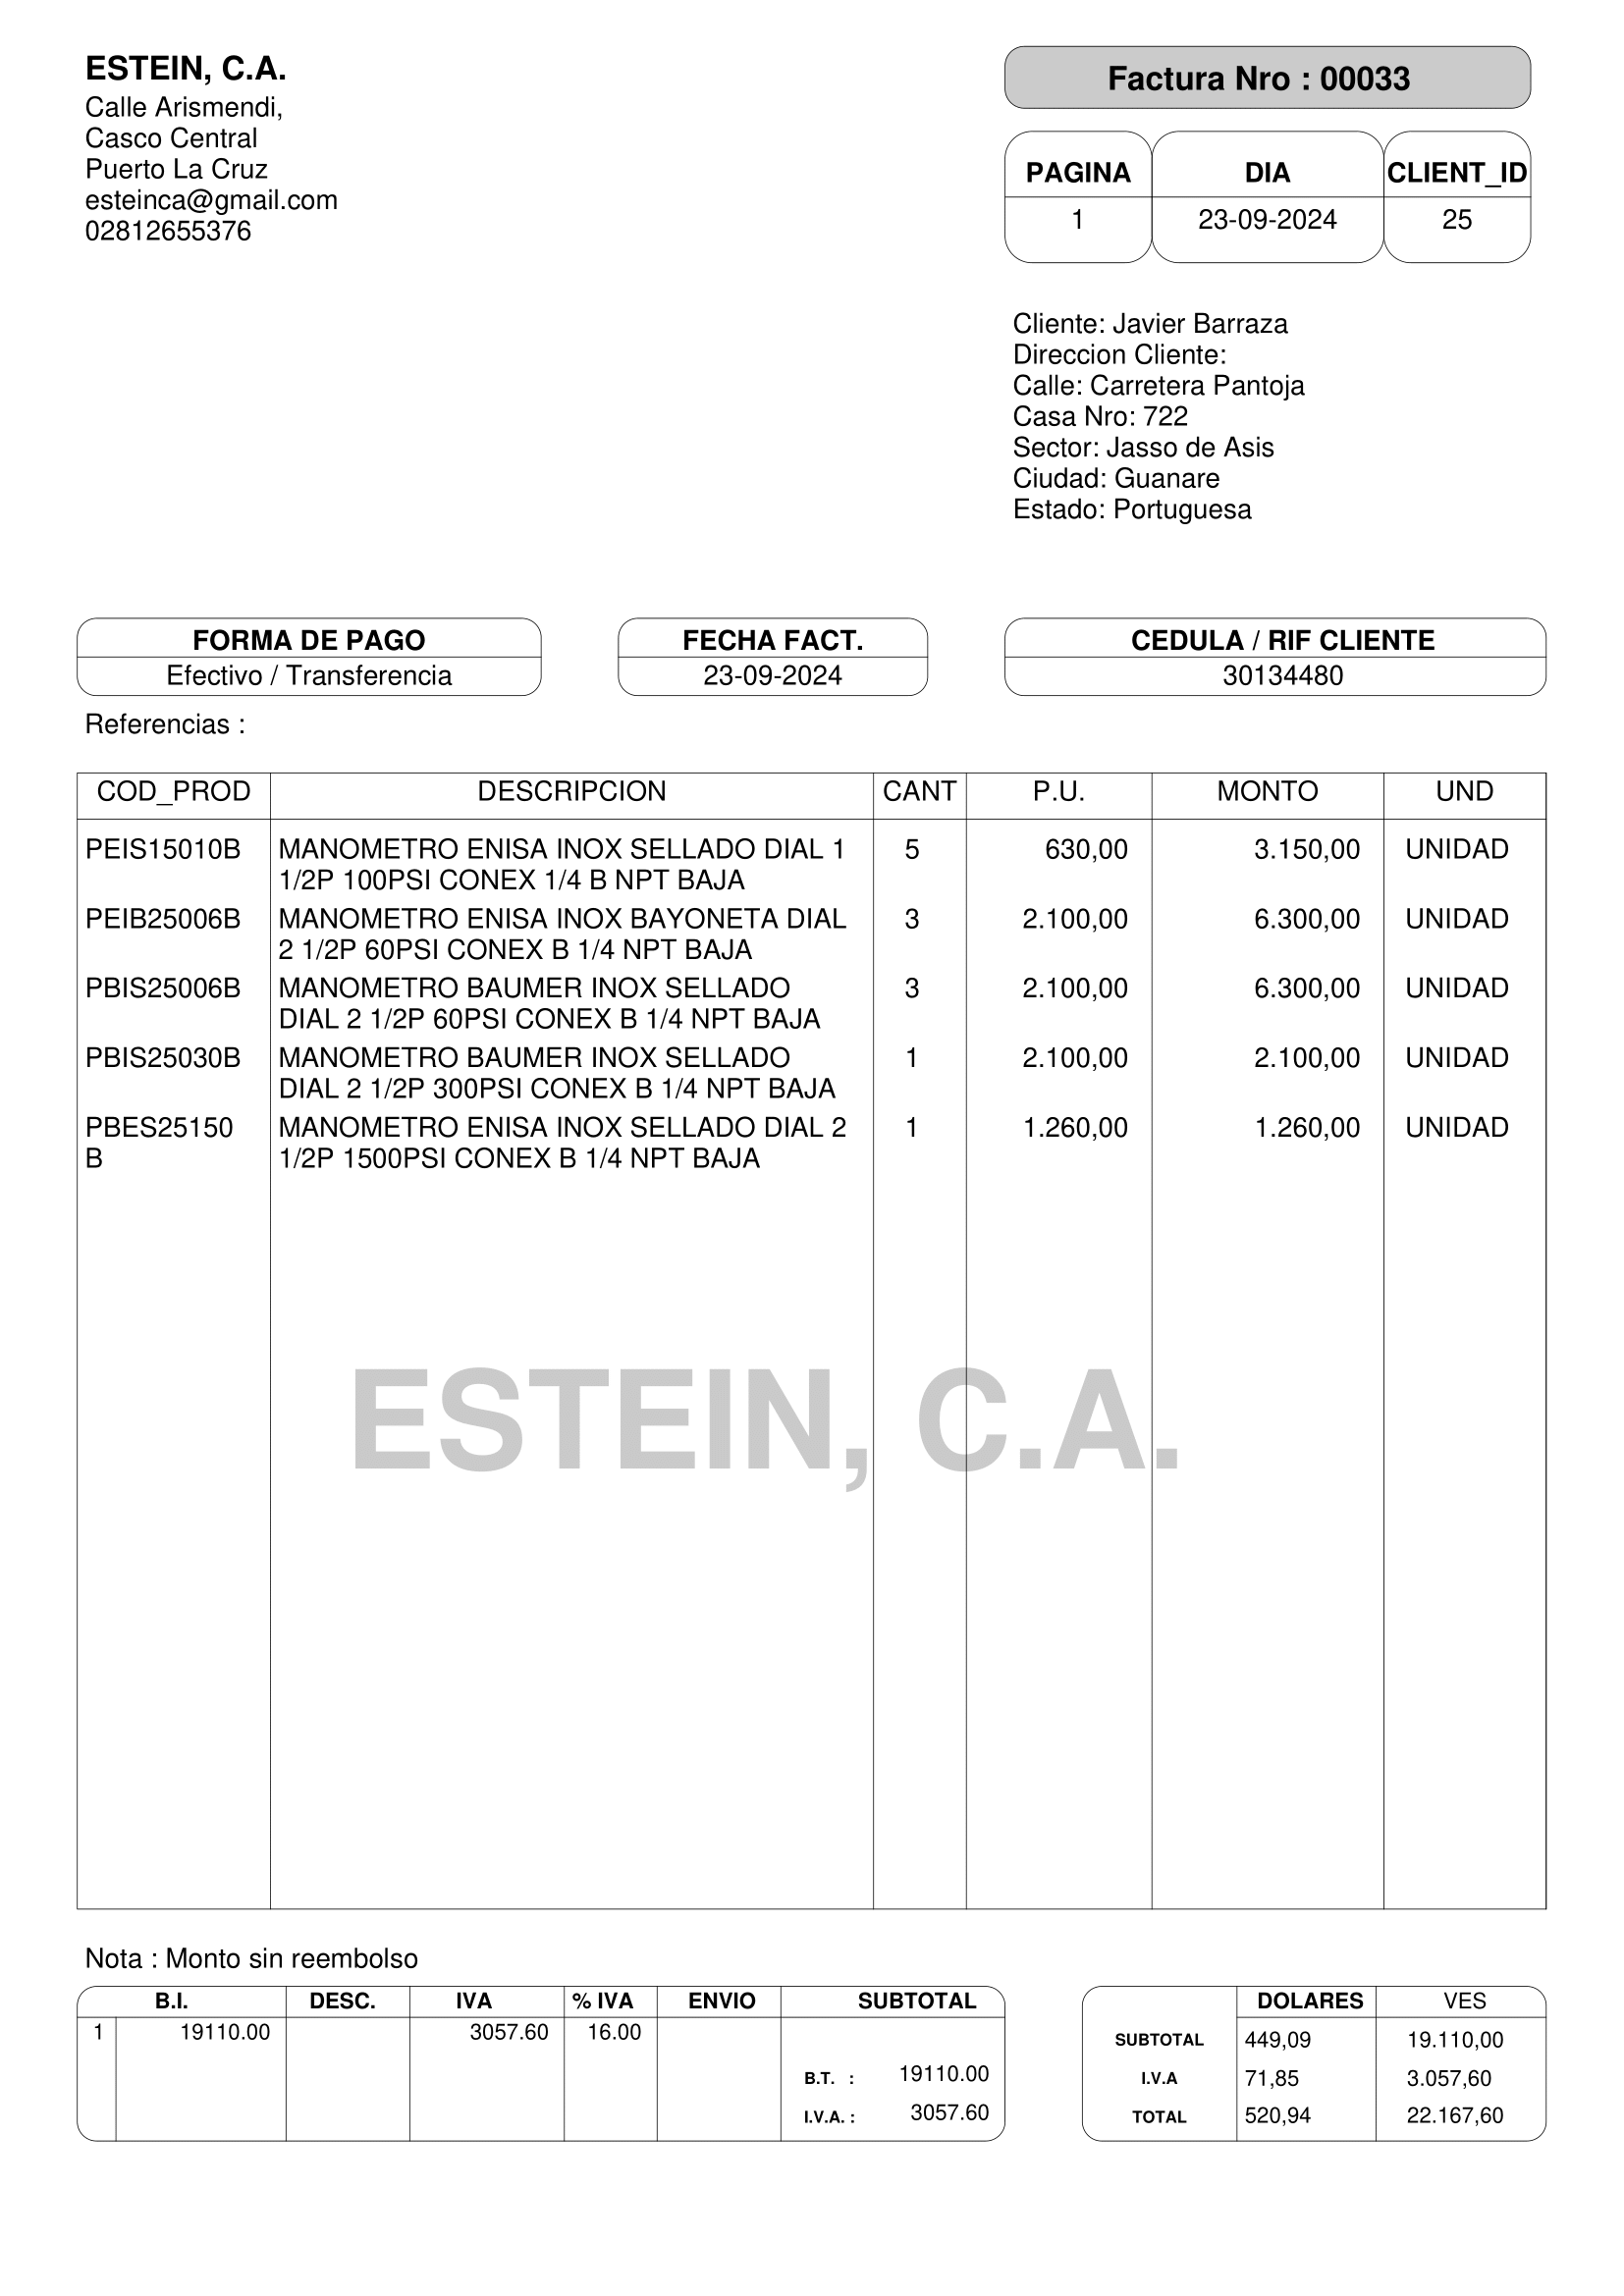 ESTEIN, C.A.
Calle Arismendi,
Casco Central
Puerto La Cruz
esteinca@gmail.com
02812655376
Factura Nro : 00033
PAGINA DIA CLIENT_ID
1 23-09-2024 25
Cliente: Javier Barraza
Direccion Cliente:
Calle: Carretera Pantoja
Casa Nro: 722
Sector: Jasso de Asis
Ciudad: Guanare
Estado: Portuguesa
FORMA DE PAGO FECHA FACT. CEDULA / RIF CLIENTE
Efectivo / Transferencia 23-09-2024 30134480
Referencias :
COD_PROD DESCRIPCION CANT P.U. MONTO UND
PEIS15010B MANOMETRO ENISA INOX SELLADO DIAL 1 5 630,00 3.150,00 UNIDAD
1/2P 100PSI CONEX 1/4 B NPT BAJA
PEIB25006B MANOMETRO ENISA INOX BAYONETA DIAL 3 2.100,00 6.300,00 UNIDAD
2 1/2P 60PSI CONEX B 1/4 NPT BAJA
PBIS25006B MANOMETRO BAUMER INOX SELLADO 3 2.100,00 6.300,00 UNIDAD
DIAL 2 1/2P 60PSI CONEX B 1/4 NPT BAJA
PBIS25030B MANOMETRO BAUMER INOX SELLADO 1 2.100,00 2.100,00 UNIDAD
DIAL 2 1/2P 300PSI CONEX B 1/4 NPT BAJA
PBES25150 MANOMETRO ENISA INOX SELLADO DIAL 2 1 1.260,00 1.260,00 UNIDAD
B 1/2P 1500PSI CONEX B 1/4 NPT BAJA
ESTEIN, C.A.
Nota : Monto sin reembolso
B.I. DESC. IVA % IVA ENVIO SUBTOTAL
1 19110.00 3057.60 16.00
B.T. : 19110.00
I.V.A. : 3057.60
DOLARES VES
SUBTOTAL 449,09 19.110,00
I.V.A 71,85 3.057,60
TOTAL 520,94 22.167,60